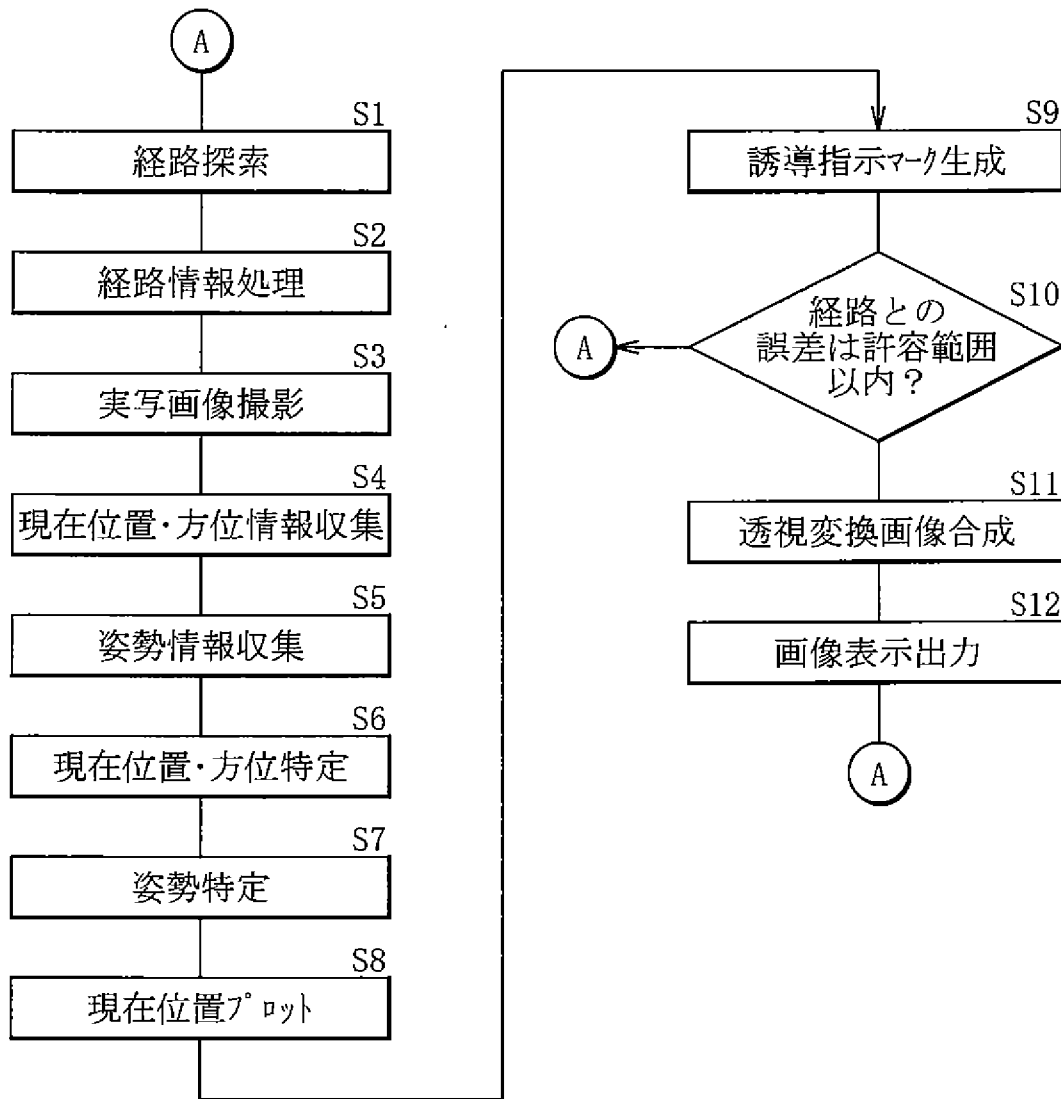 A
S1
経路探索
S2
経路情報処理
S3
実写画像撮影
S4
現在位置・方位情報収集
S5
姿勢情報収集
S6
現在位置・方位特定
S7
姿勢特定
S8
現在位置プロット
S9
誘導指示マーク生成
S10
経路との
誤差は許容範囲
以内？
A
S11
透視変換画像合成
S12
画像表示出力
A